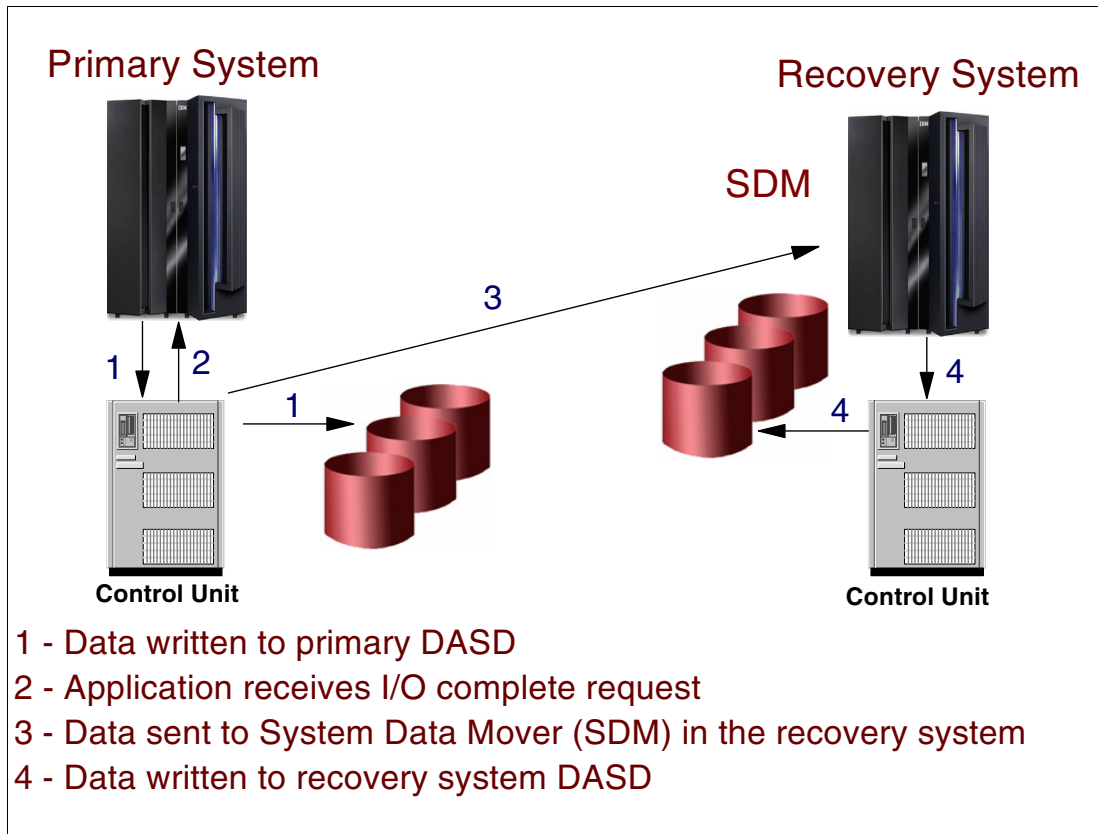 Primary System
Recovery System
SDM
3
1
2
1
4
4
Control Unit
Control Unit
1 - Data written to primary DASD
2 - Application receives I/O complete request
3 - Data sent to System Data Mover (SDM) in the recovery system
4 - Data written to recovery system DASD